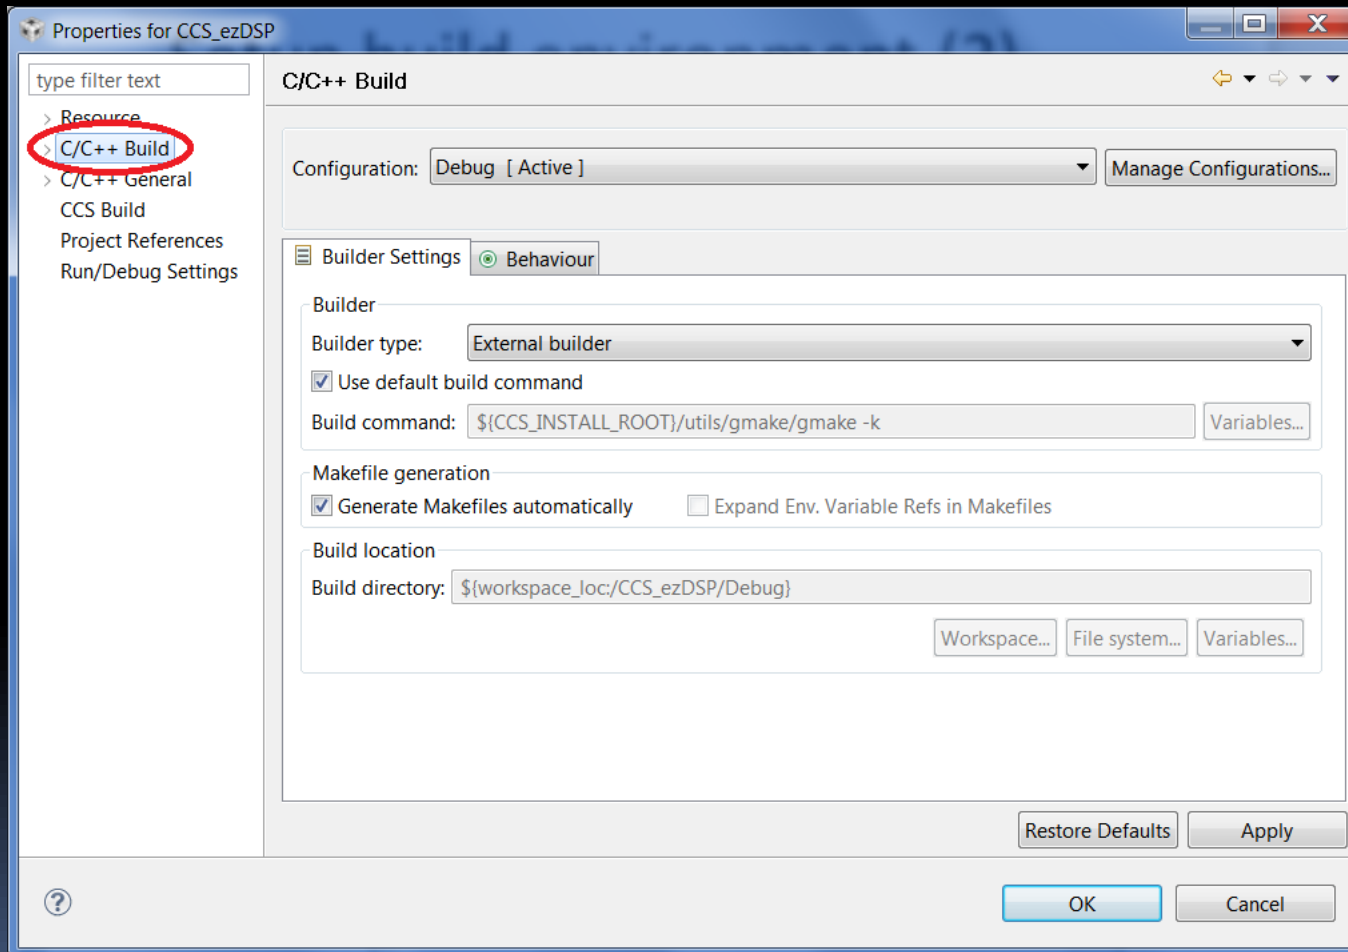 Properties for CCS_ezDSP
type filter text
Resource
C/C++ Build
C/C++ General
CCS Build
Project References
Run/Debug Settings
C/C++ Build
Configuration: Debug [ Active ] Manage Configurations...
Builder Settings Behaviour
Builder
Builder type: External builder
Use default build command
Build command: ${CCS_INSTALL_ROOT}/utils/gmake/gmake -k Variables...
Makefile generation
Generate Makefiles automatically Expand Env. Variable Refs in Makefiles
Build location
Build directory: ${workspace_loc:/CCS_ezDSP/Debug}
Workspace... File system... Variables...
Restore Defaults Apply
OK Cancel